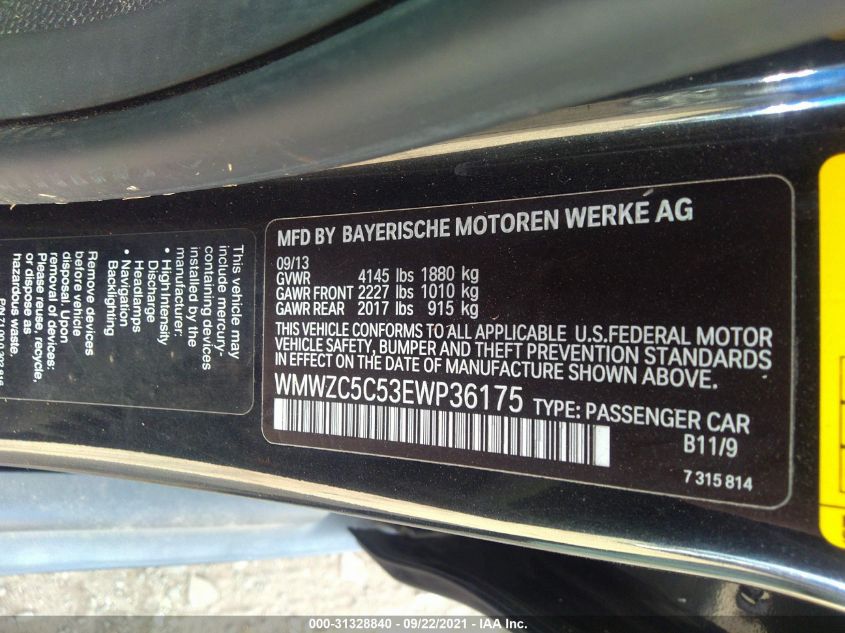 This vehicle may
include mercury-
containing devices
installed by the
manufacturer:
• High Intensity
Discharge
Headlamps
• Navigation
Backlighting
Remove devices
before vehicle
disposal. Upon
removal of devices:
Please reuse, recycle,
or dispose as
hazardous waste.
MFD BY BAYERISCHE MOTOREN WERKE AG
09/13
GVWR 4145 lbs 1880 kg
GAWR FRONT 2227 lbs 1010 kg
GAWR REAR 2017 lbs 915 kg
THIS VEHICLE CONFORMS TO ALL APPLICABLE U.S.FEDERAL MOTOR
VEHICLE SAFETY, BUMPER AND THEFT PREVENTION STANDARDS
IN EFFECT ON THE DATE OF MANUFACTURE SHOWN ABOVE.
WMWZC5C53EWP36175 TYPE: PASSENGER CAR
B11/9
7 315 814
000-31328840 - 09/22/2021 - IAA Inc.